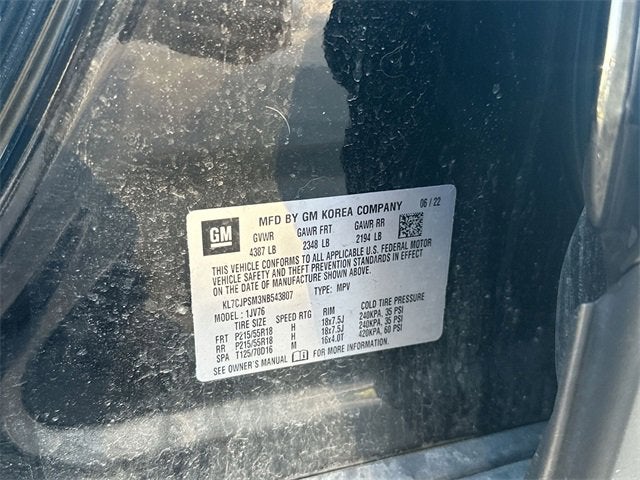 GM MFD BY GM KOREA COMPANY 06 / 22
GVWR GAWR FRT GAWR RR
4387 LB 2348 LB 2194 LB
THIS VEHICLE CONFORMS TO ALL APPLICABLE U.S. FEDERAL MOTOR
VEHICLE SAFETY AND THEFT PREVENTION STANDARDS IN EFFECT
ON THE DATE OF MANUFACTURE SHOWN ABOVE.
KL7CJPSM3NB543807 TYPE: MPV
MODEL: 1JV76
TIRE SIZE SPEED RTG RIM COLD TIRE PRESSURE
FRT P215/55R18 H 18x7.5J 240KPA, 35 PSI
RR P215/55R18 H 18x7.5J 240KPA, 35 PSI
SPA T125/70D16 M 16x4.0T 420KPA, 60 PSI
SEE OWNER'S MANUAL FOR MORE INFORMATION.